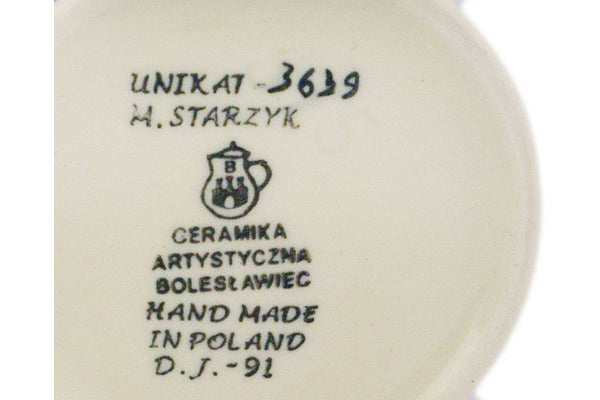 UNIKAT-3639
M. STARZYK
B
CERAMIKA
ARTYSTYCZNA
BOLESŁAWIEC
HAND MADE
IN POLAND
D.J.-91